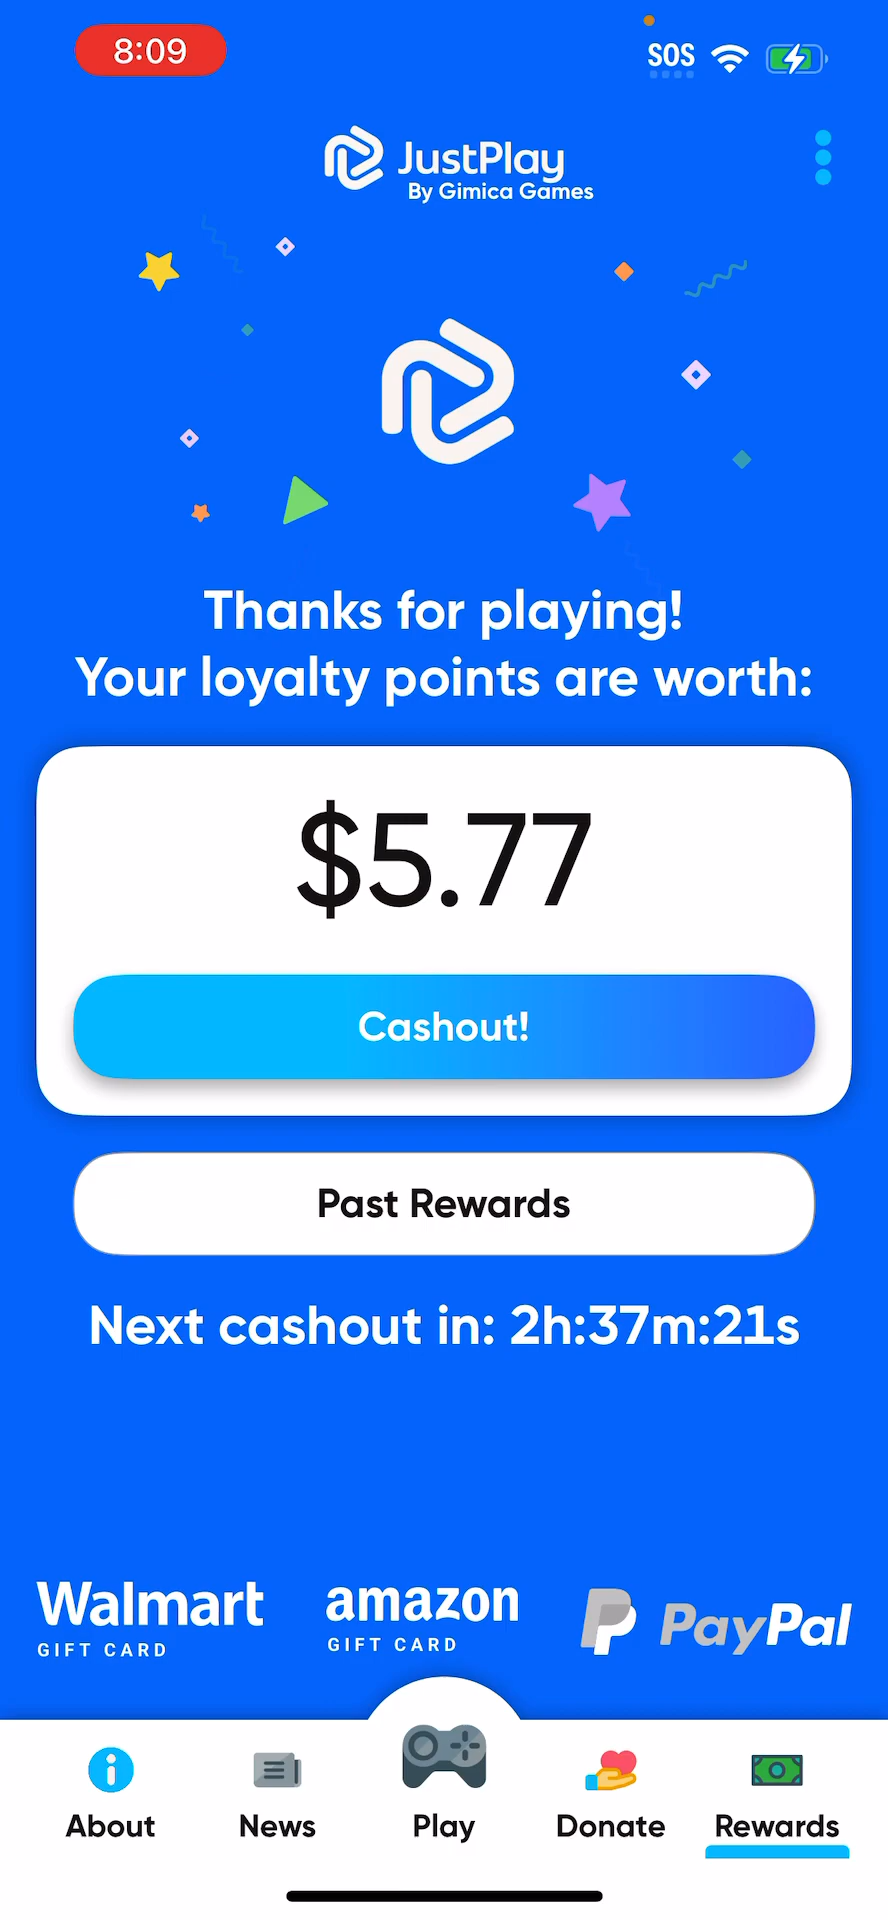 8:09
SOS
JustPlay
By Gimica Games
Thanks for playing!
Your loyalty points are worth:
$5.77
Cashout!
Past Rewards
Next cashout in: 2h:37m:21s
Walmart
GIFT CARD
amazon
GIFT CARD
PayPal
About
News
Play
Donate
Rewards